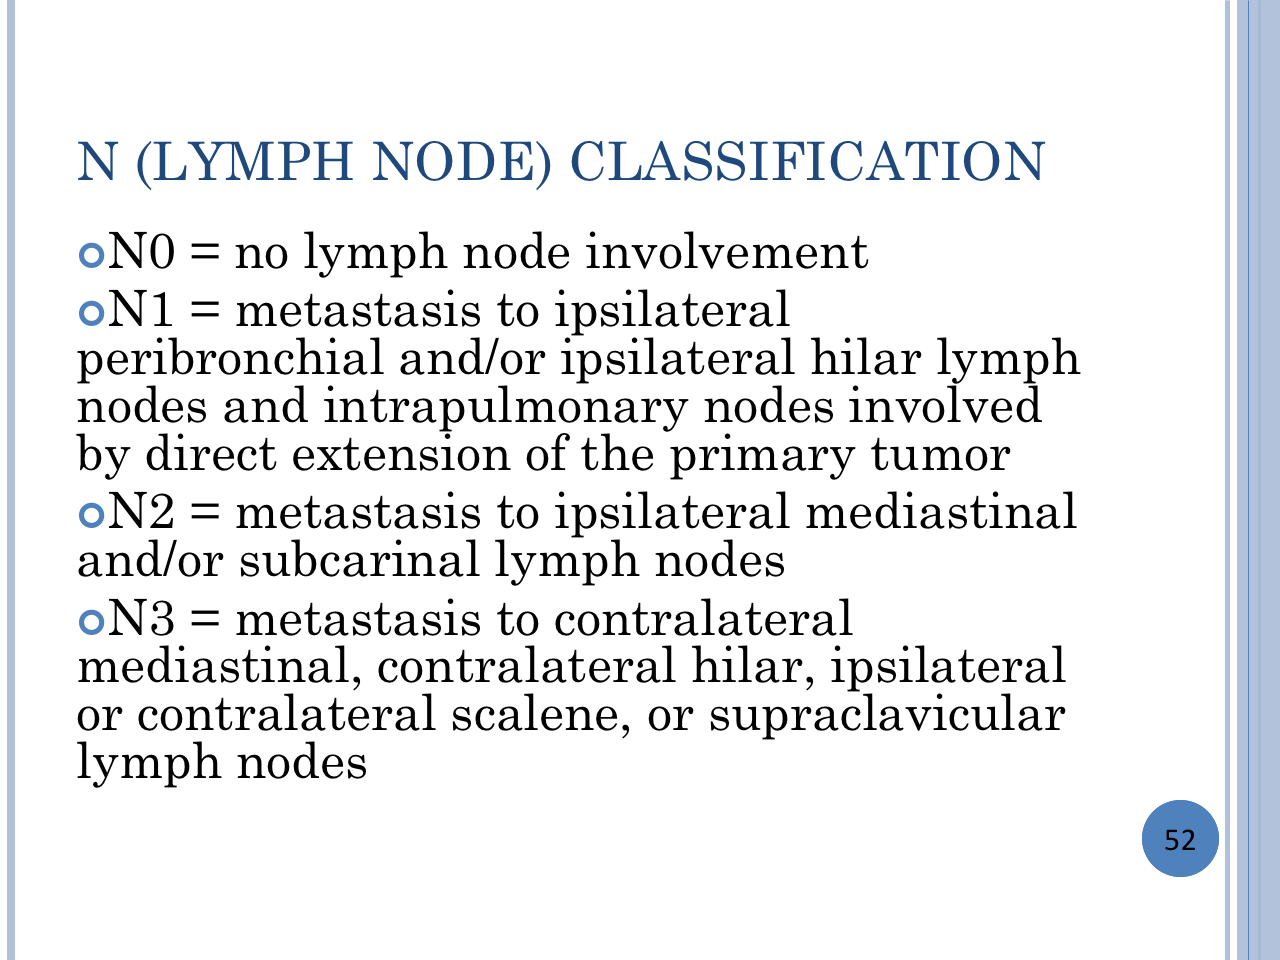 N (LYMPH NODE) CLASSIFICATION
N0 = no lymph node involvement
N1 = metastasis to ipsilateral
peribronchial and/or ipsilateral hilar lymph
nodes and intrapulmonary nodes involved
by direct extension of the primary tumor
N2 = metastasis to ipsilateral mediastinal
and/or subcarinal lymph nodes
N3 = metastasis to contralateral
mediastinal, contralateral hilar, ipsilateral
or contralateral scalene, or supraclavicular
lymph nodes
52